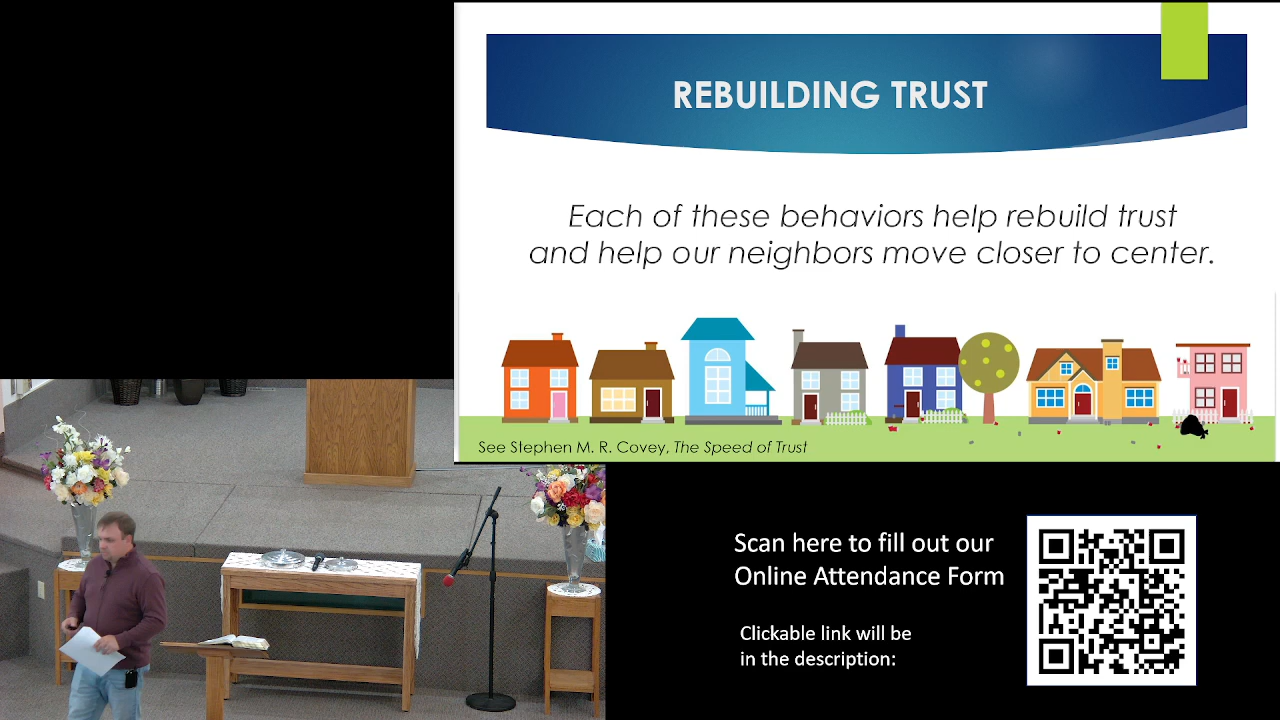 REBUILDING TRUST
Each of these behaviors help rebuild trust
and help our neighbors move closer to center.
See Stephen M. R. Covey, The Speed of Trust
Scan here to fill out our
Online Attendance Form
Clickable link will be
in the description: